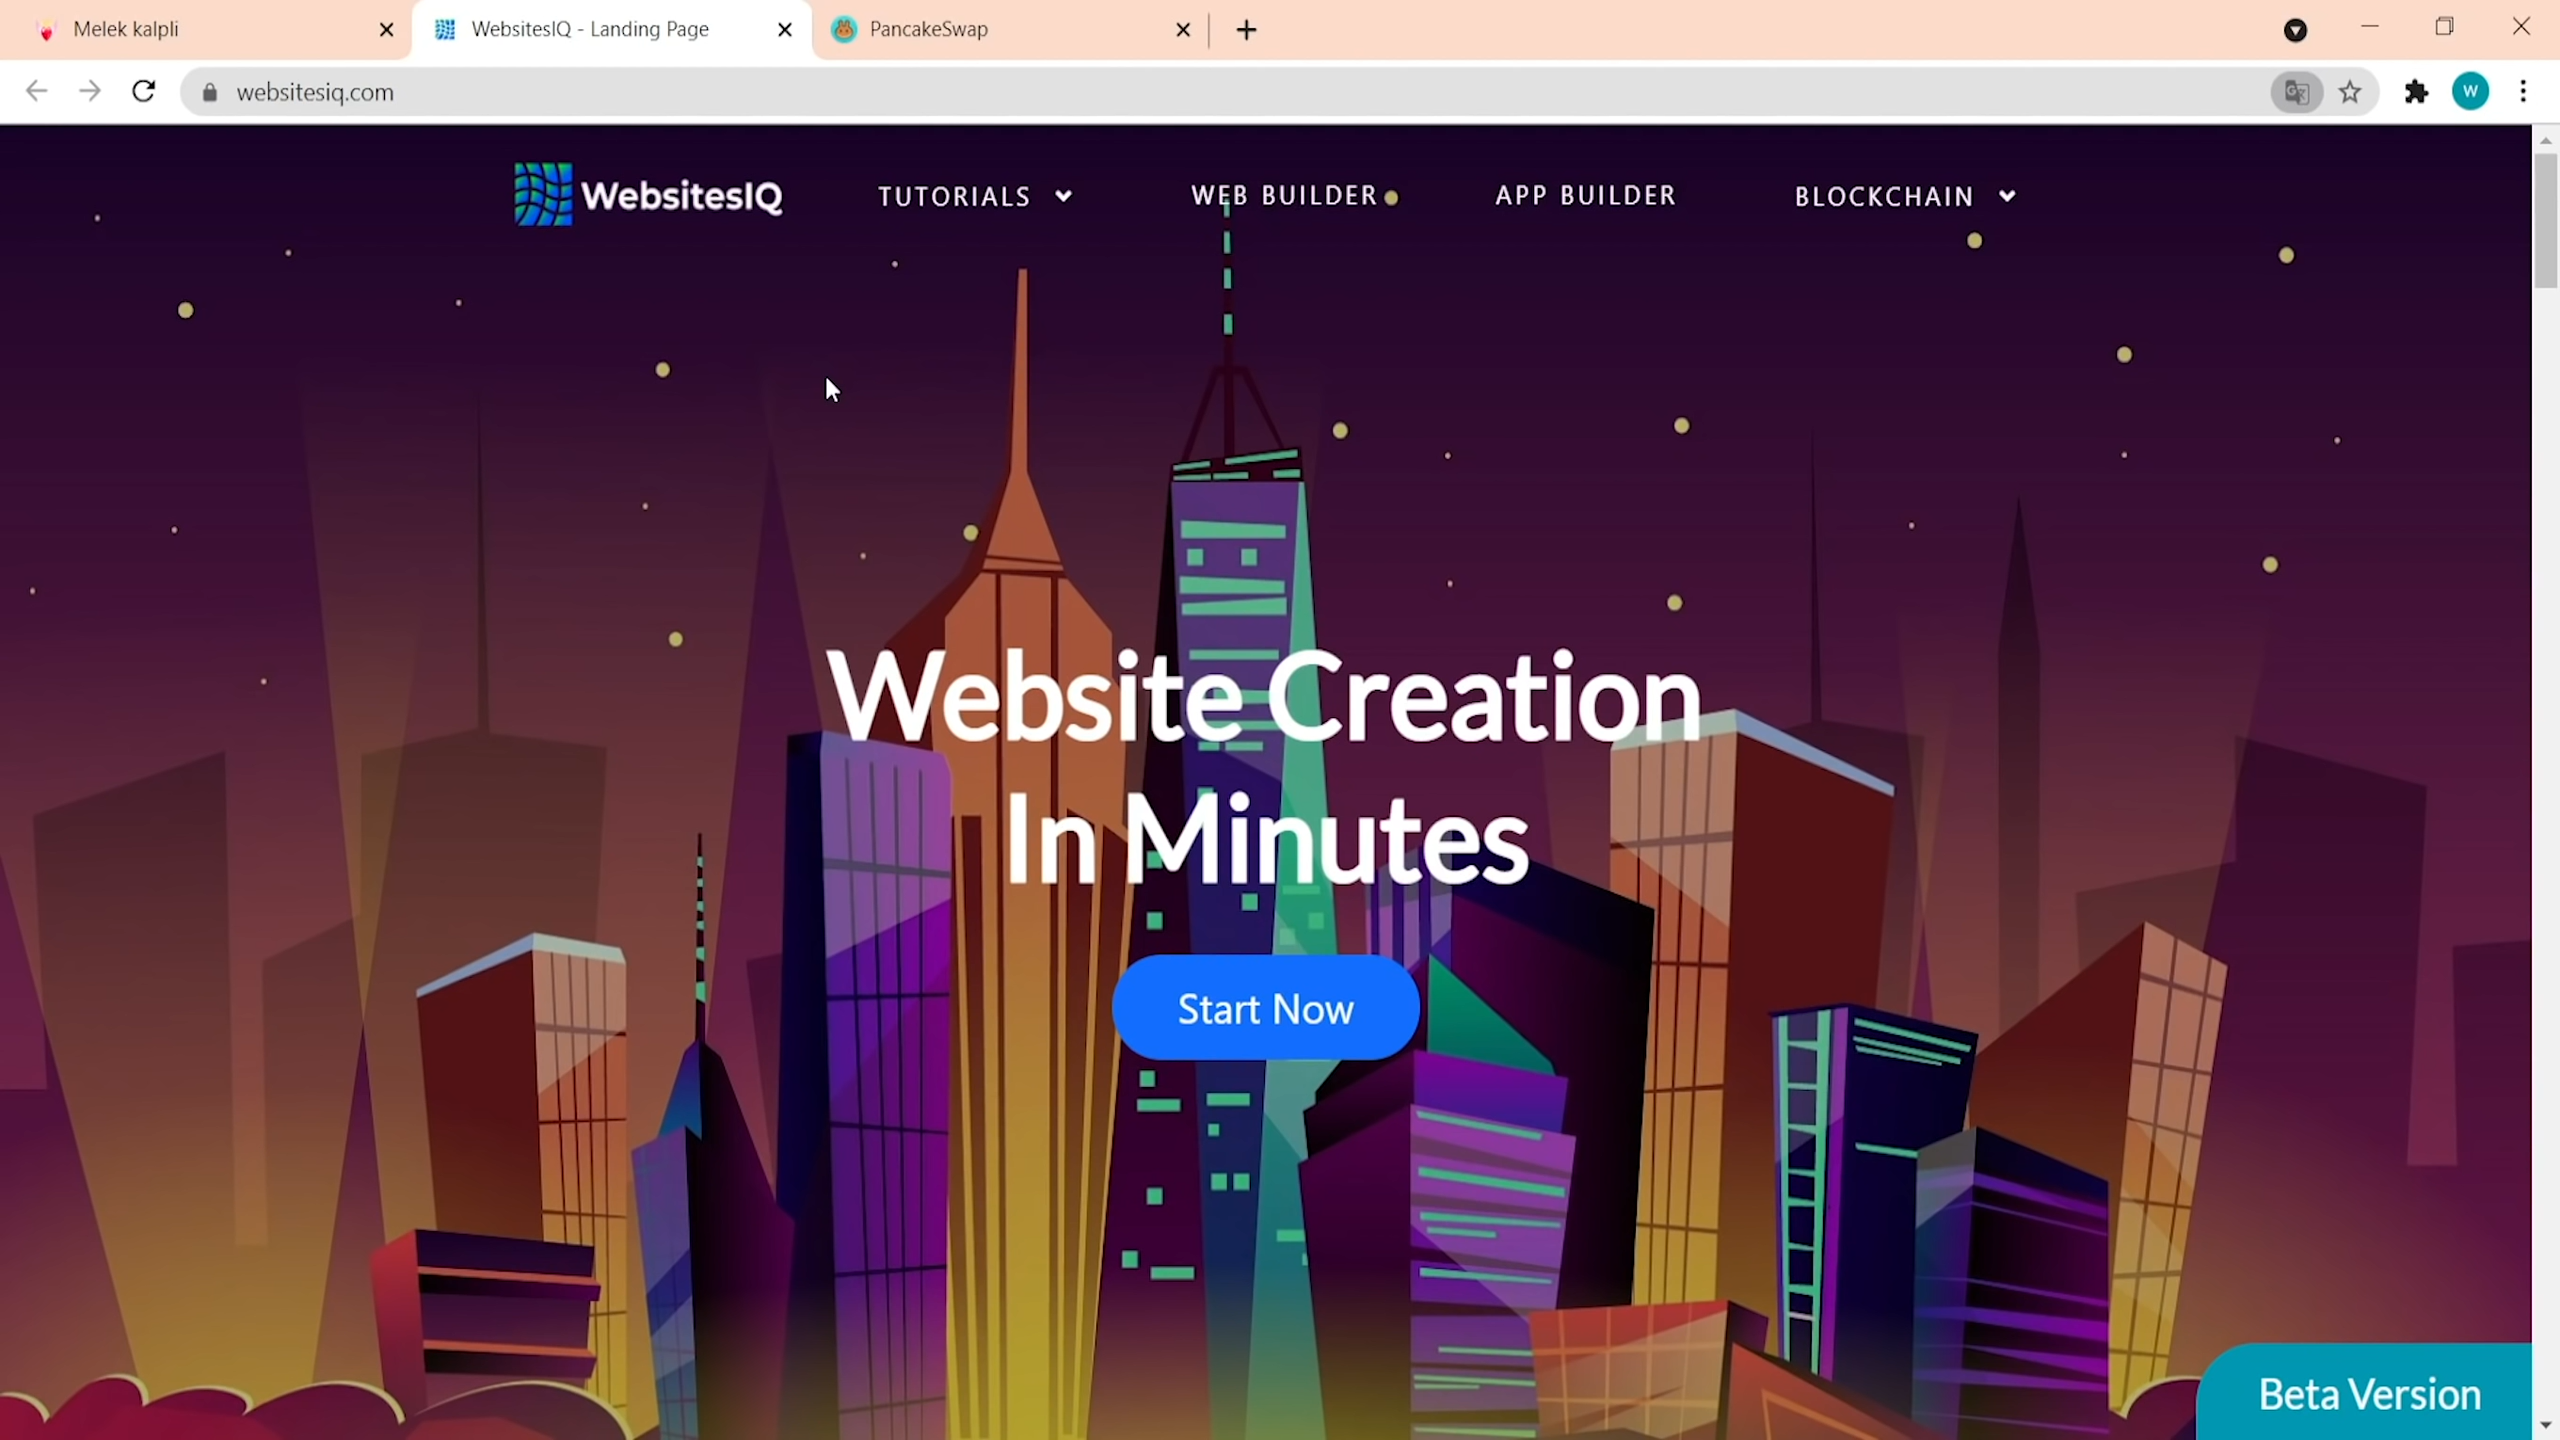 Melek kalpli
WebsitesIQ - Landing Page
PancakeSwap
websitesiq.com
W
WebsitesIQ
TUTORIALS
WEB BUILDER
APP BUILDER
BLOCKCHAIN
Website Creation
In Minutes
Start Now
Beta Version